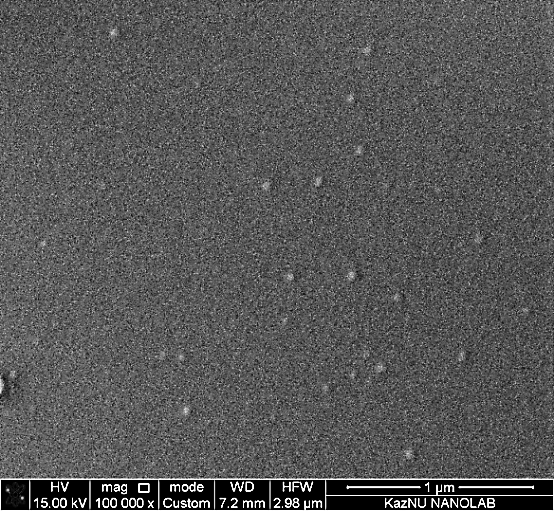 HV mag mode WD HFW 1 µm
15.00 kV 100 000 x Custom 7.2 mm 2.98 µm KazNU NANOLAB